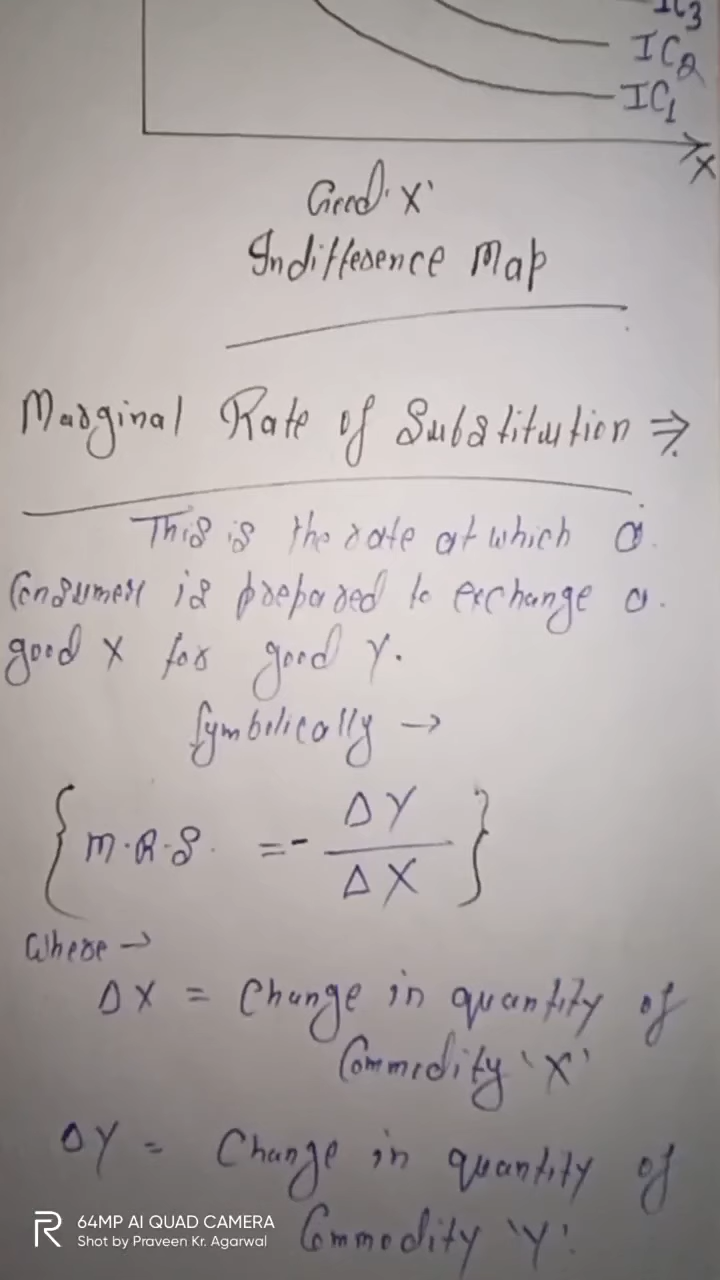 IC3
IC2
IC1
X
Good 'X'
Indifference Map
Marginal Rate of Substitution ⇒
This is the rate at which a
Consumer is prepared to exchange a
good X for good Y.
Symbolically →
{ M.R.S. = - ΔY / ΔX }
Where →
ΔX = Change in quantity of
Commodity 'X'
ΔY = Change in quantity of
Commodity 'Y'.
64MP AI QUAD CAMERA
Shot by Praveen Kr. Agarwal